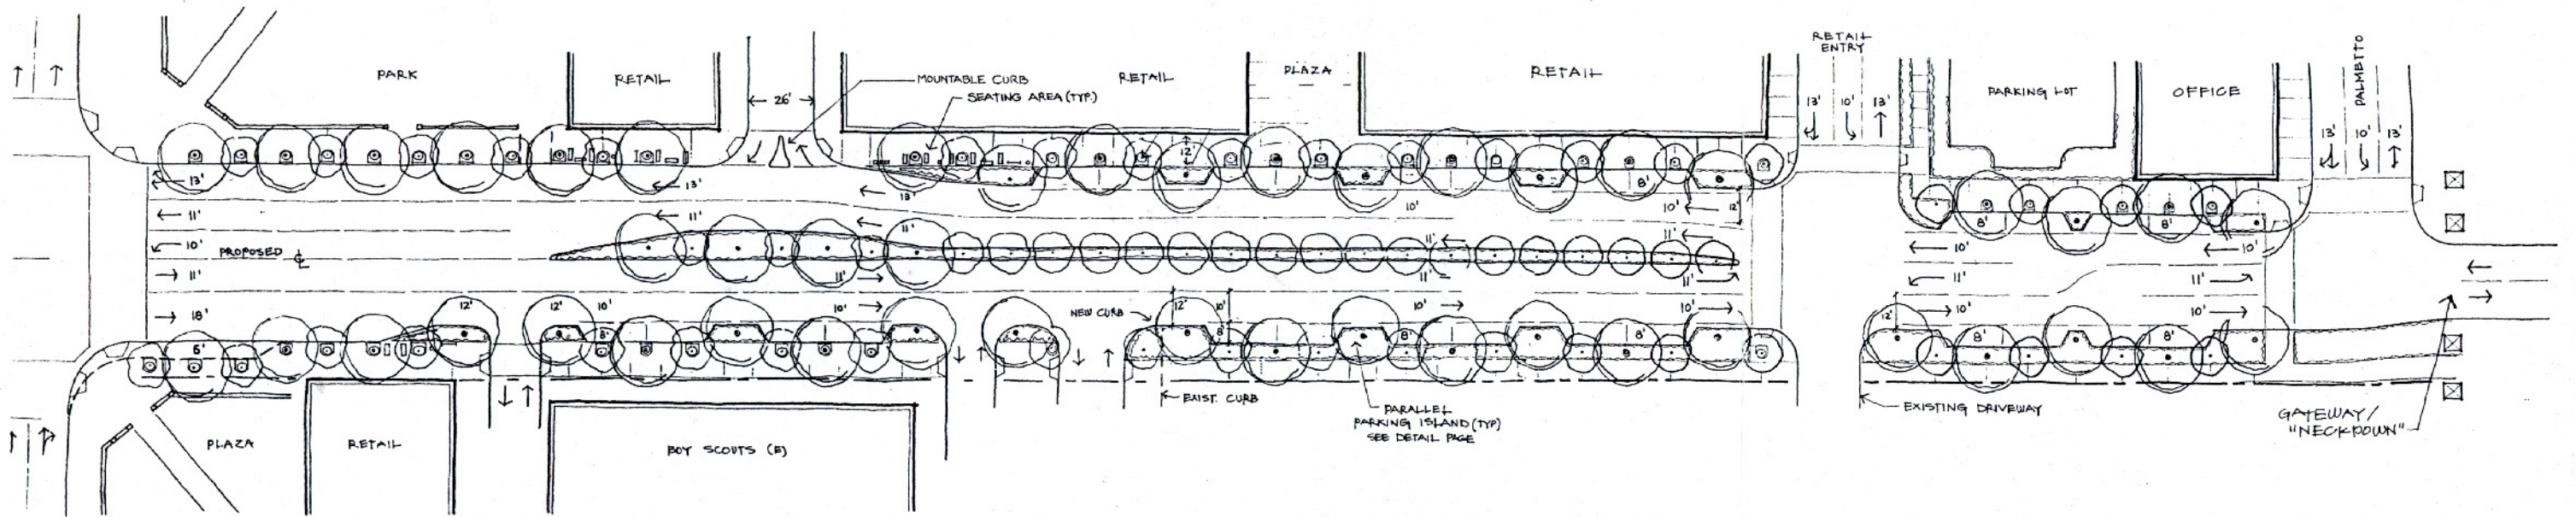 RETAIL
ENTRY
PARK
RETAIL
MOUNTABLE CURB
RETAIL
PLAZA
RETAIL
PARKING LOT
OFFICE
PALMETTO
SEATING AREA (TYP.)
26'
13' 10' 13'
13' 10' 13'
12'
13'
13'
8'
13'
10'
10'
12'
8'
8'
11'
11'
11'
11'
11'
10'
10'
10'
PROPOSED ℄
11'
11'
11'
11'
11'
11'
18'
12'
12'
10'
10'
NEW CURB
12'
10'
10'
10'
12'
10'
10'
6'
8'
8'
8'
8'
8'
8'
EXIST. CURB
PARALLEL
PARKING ISLAND (TYP)
SEE DETAIL PAGE
EXISTING DRIVEWAY
GATEWAY/
"NECKDOWN"
PLAZA
RETAIL
BOY SCOUTS (E)